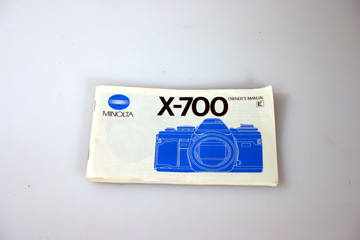 X-700
OWNER'S MANUAL
E
MINOLTA